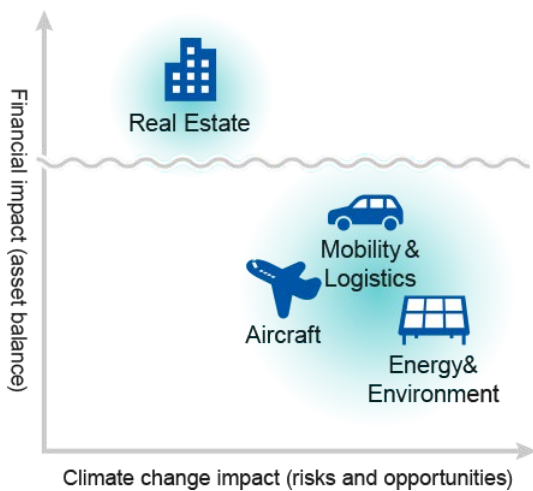 Financial impact (asset balance)
Real Estate
Mobility &
Logistics
Aircraft
Energy&
Environment
Climate change impact (risks and opportunities)